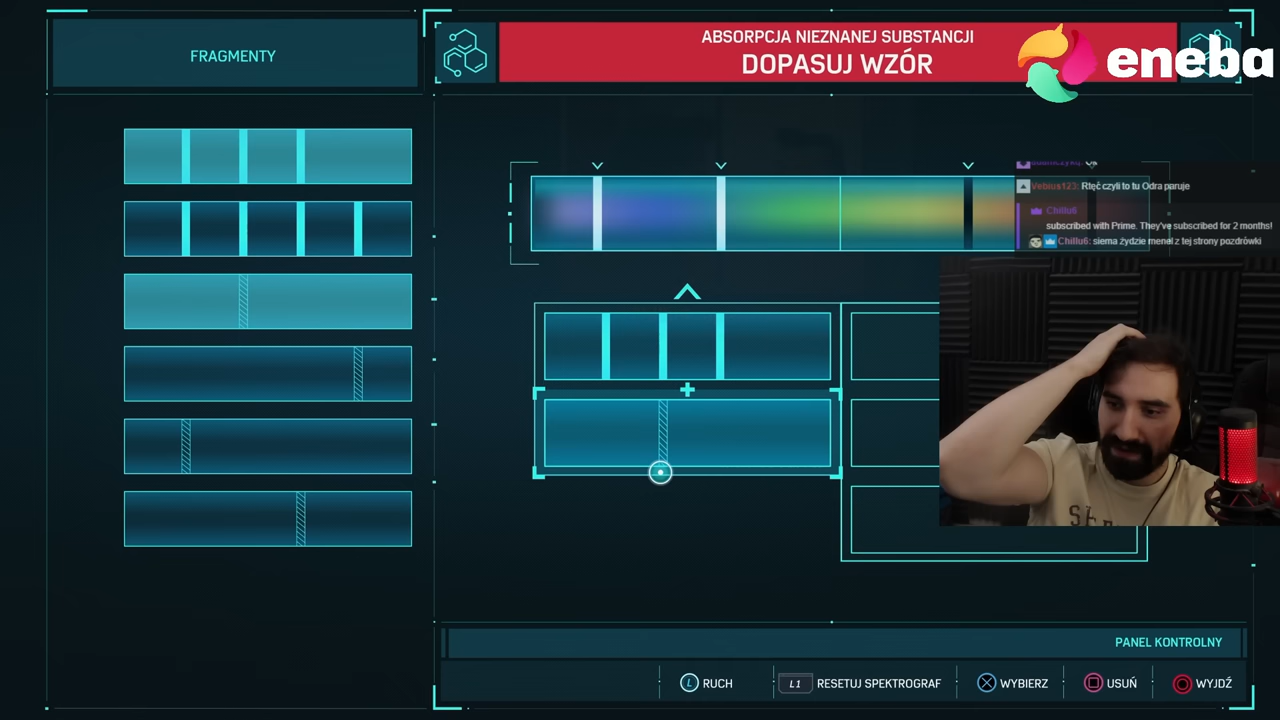 FRAGMENTY
ABSORPCJA NIEZNANEJ SUBSTANCJI
DOPASUJ WZÓR
eneba
Vebius123: Rtęć czyli to tu Odra paruje
Chillu6
subscribed with Prime. They've subscribed for 2 months!
Chillu6: siema żydzie menel z tej strony pozdrówki
PANEL KONTROLNY
L RUCH
L1 RESETUJ SPEKTROGRAF
WYBIERZ
USUŃ
WYJDŹ